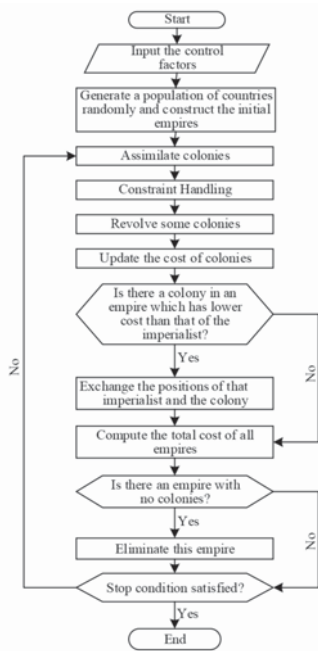 Start
Input the control
factors
Generate a population of countries
randomly and construct the initial
empires
Assimilate colonies
Constraint Handling
Revolve some colonies
Update the cost of colonies
Is there a colony in an
empire which has lower
cost than that of the
imperialist?
No
Yes
No
Exchange the positions of that
imperialist and the colony
Compute the total cost of all
empires
Is there an empire with
no colonies?
Yes
No
Eliminate this empire
Stop condition satisfied?
Yes
End